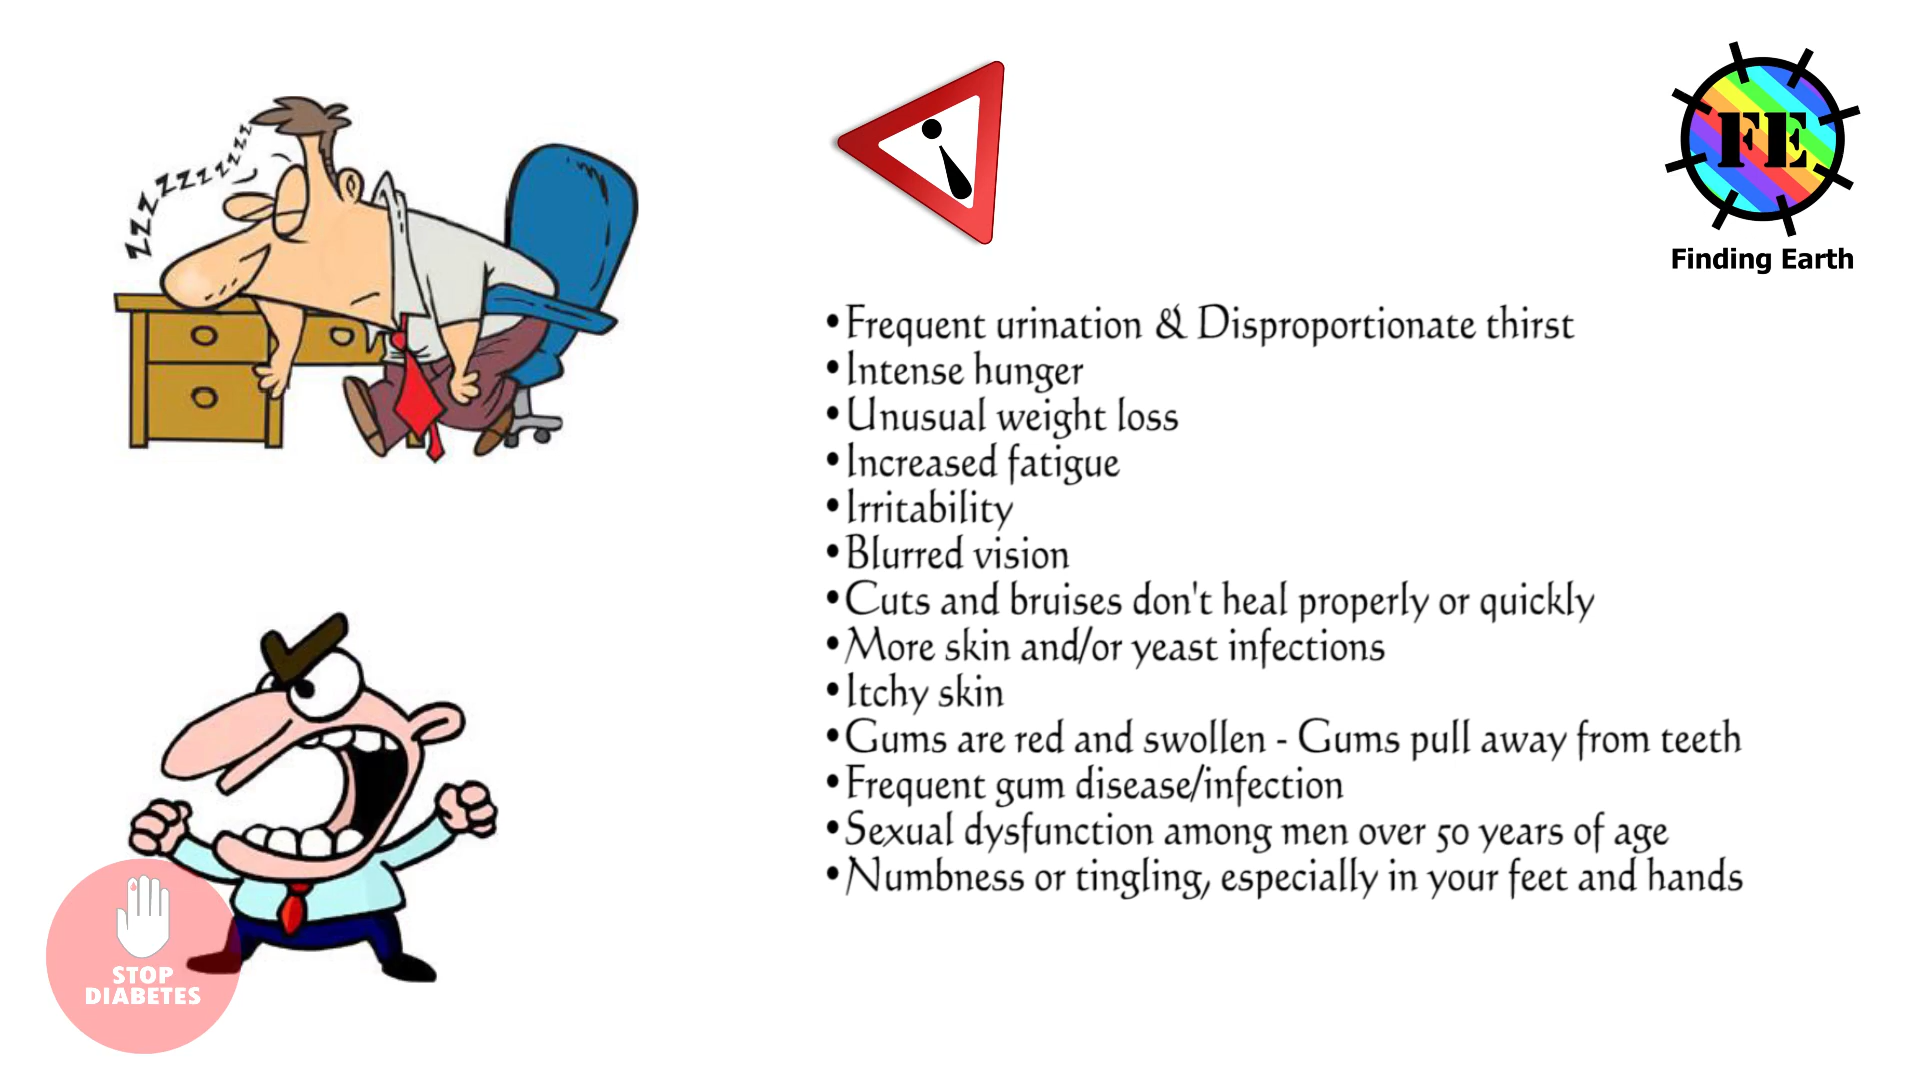 zzzzzzzzzzz
FE
Finding Earth
•Frequent urination & Disproportionate thirst
•Intense hunger
•Unusual weight loss
•Increased fatigue
•Irritability
•Blurred vision
•Cuts and bruises don't heal properly or quickly
•More skin and/or yeast infections
•Itchy skin
•Gums are red and swollen - Gums pull away from teeth
•Frequent gum disease/infection
•Sexual dysfunction among men over 50 years of age
•Numbness or tingling, especially in your feet and hands
STOP
DIABETES